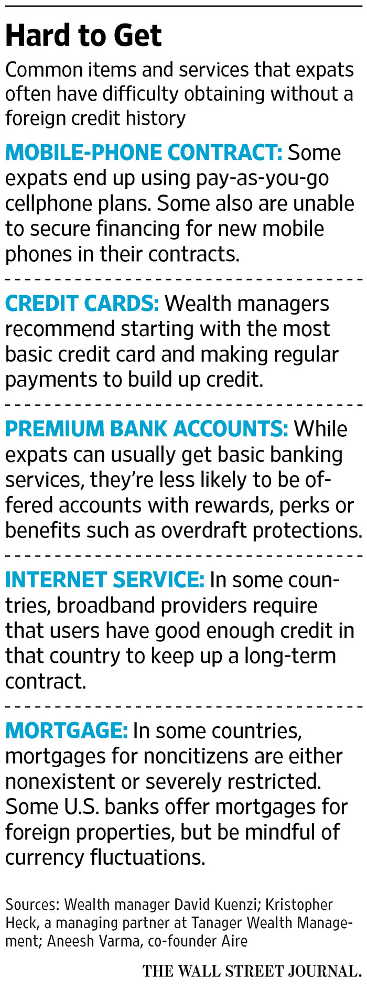 Hard to Get
Common items and services that expats
often have difficulty obtaining without a
foreign credit history
MOBILE-PHONE CONTRACT: Some
expats end up using pay-as-you-go
cellphone plans. Some also are unable
to secure financing for new mobile
phones in their contracts.
CREDIT CARDS: Wealth managers
recommend starting with the most
basic credit card and making regular
payments to build up credit.
PREMIUM BANK ACCOUNTS: While
expats can usually get basic banking
services, they’re less likely to be of-
fered accounts with rewards, perks or
benefits such as overdraft protections.
INTERNET SERVICE: In some coun-
tries, broadband providers require
that users have good enough credit in
that country to keep up a long-term
contract.
MORTGAGE: In some countries,
mortgages for noncitizens are either
nonexistent or severely restricted.
Some U.S. banks offer mortgages for
foreign properties, but be mindful of
currency fluctuations.
Sources: Wealth manager David Kuenzi; Kristopher
Heck, a managing partner at Tanager Wealth Manage-
ment; Aneesh Varma, co-founder Aire
THE WALL STREET JOURNAL.